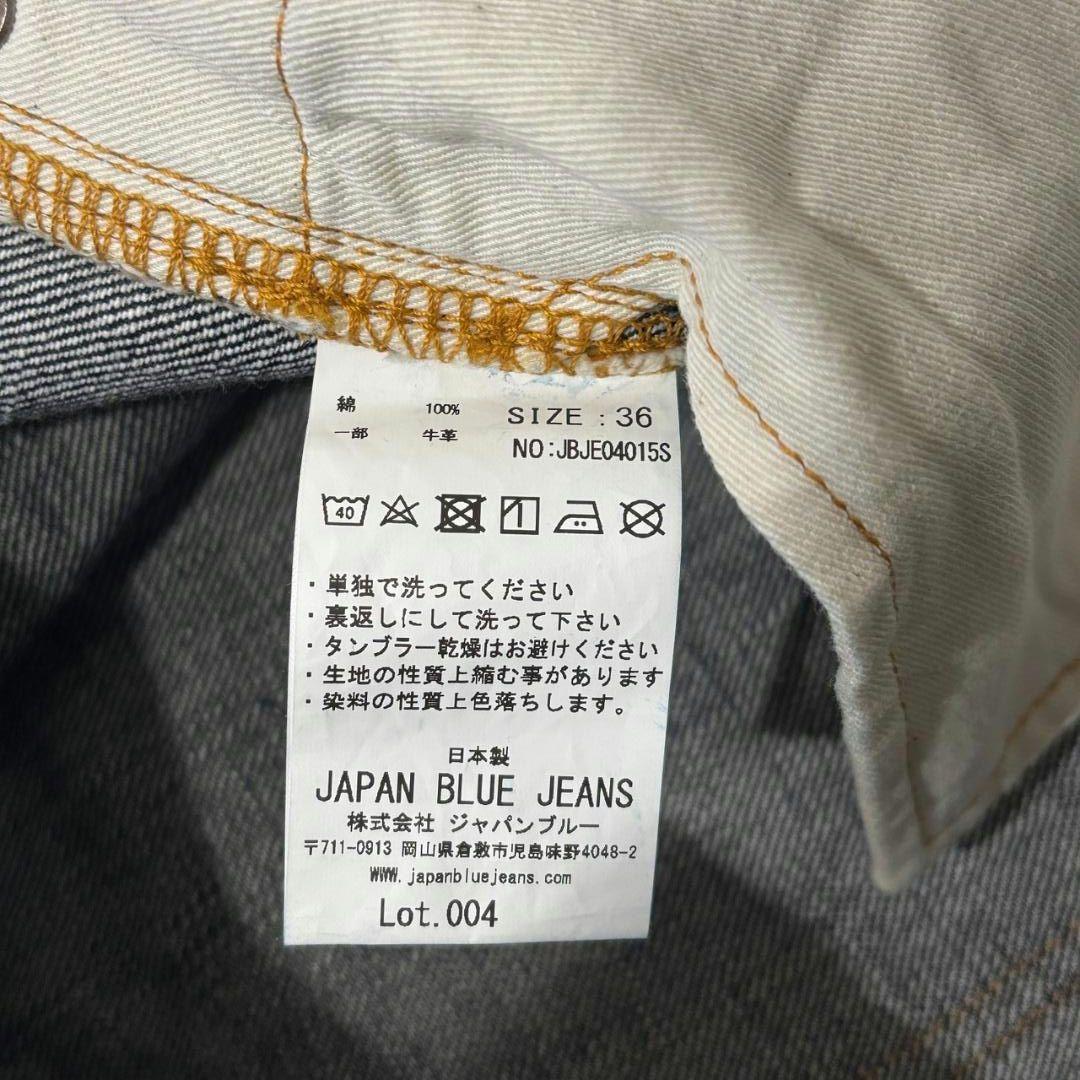 綿 100% SIZE : 36
一部 牛革 NO:JBJE04015S
40
・単独で洗ってください
・裏返しにして洗って下さい
・タンブラー乾燥はお避けください
・生地の性質上縮む事があります
・染料の性質上色落ちします。
日本製
JAPAN BLUE JEANS
株式会社 ジャパンブルー
〒711-0913 岡山県倉敷市児島味野4048-2
WWW.japanbluejeans.com
Lot.004